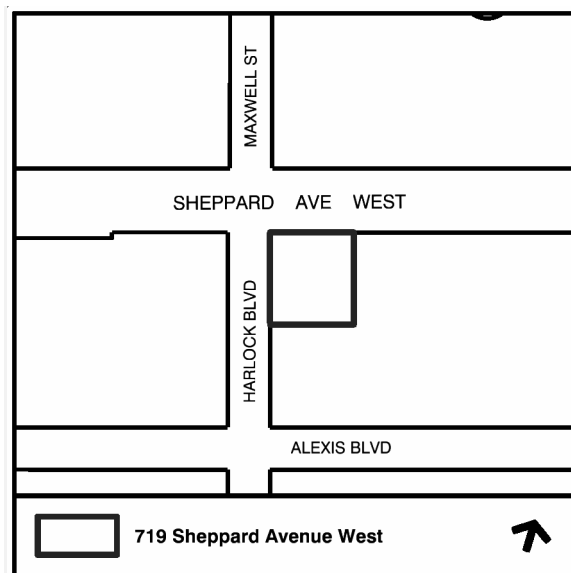 MAXWELL ST
SHEPPARD AVE WEST
HARLOCK BLVD
ALEXIS BLVD
719 Sheppard Avenue West